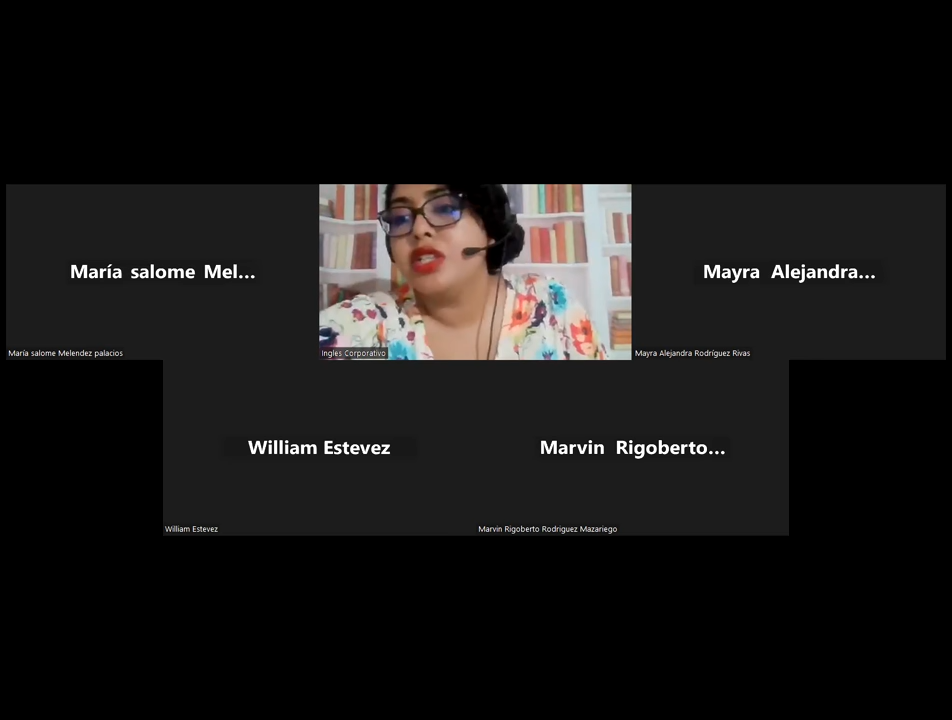 María salome Mel...
Mayra Alejandra...
María salome Melendez palacios
Ingles Corporativo
Mayra Alejandra Rodríguez Rivas
William Estevez
Marvin Rigoberto...
William Estevez
Marvin Rigoberto Rodriguez Mazariego